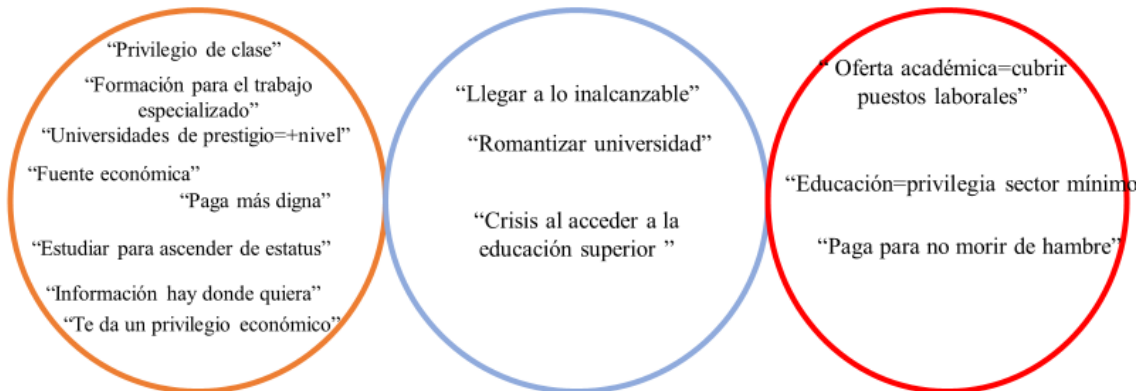 “Privilegio de clase”
“Formación para el trabajo
especializado”
“Universidades de prestigio=+nivel”
“Fuente económica”
“Paga más digna”
“Estudiar para ascender de estatus”
“Información hay donde quiera”
“Te da un privilegio económico”
“Llegar a lo inalcanzable”
“Romantizar universidad”
“Crisis al acceder a la
educación superior ”
“ Oferta académica=cubrir
puestos laborales”
“Educación=privilegia sector mínimo
“Paga para no morir de hambre”